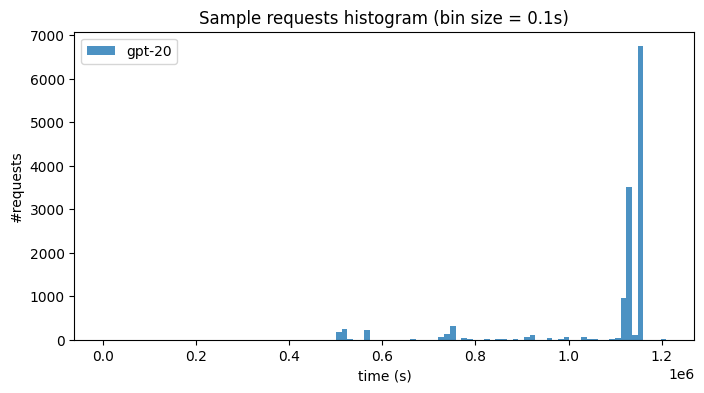 Sample requests histogram (bin size = 0.1s)
gpt-20
7000
6000
5000
4000
3000
2000
1000
0
#requests
0.0 0.2 0.4 0.6 0.8 1.0 1.2
1e6
time (s)